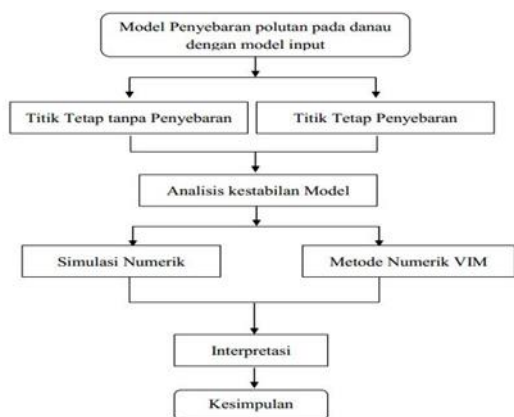 Model Penyebaran polutan pada danau
dengan model input
Titik Tetap tanpa Penyebaran
Titik Tetap Penyebaran
Analisis kestabilan Model
Simulasi Numerik
Metode Numerik VIM
Interpretasi
Kesimpulan